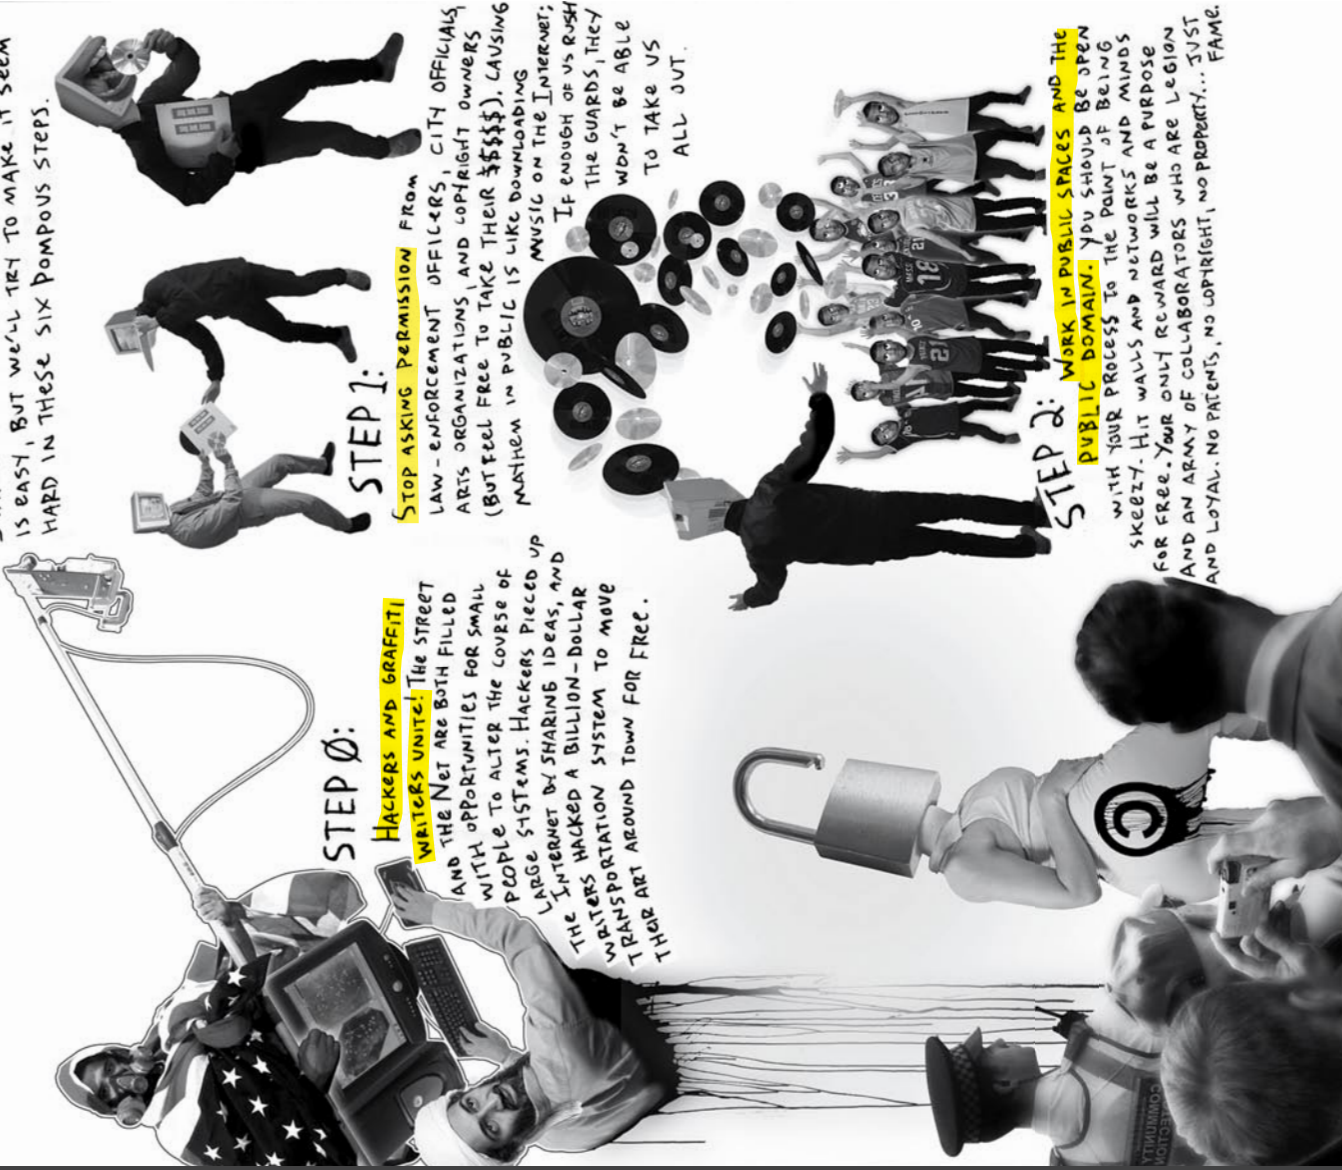 IS EASY, BUT WE'LL TRY TO MAKE IT SEEM
HARD IN THESE SIX POMPOUS STEPS.
STEP Ø:
HACKERS AND GRAFFITI
WRITERS UNITE! THE STREET
AND THE NET ARE BOTH FILLED
WITH OPPORTUNITIES FOR SMALL
PEOPLE TO ALTER THE COURSE OF
LARGE SYSTEMS. HACKERS PIECED UP
THE INTERNET BY SHARING IDEAS, AND
WRITERS HACKED A BILLION-DOLLAR
TRANSPORTATION SYSTEM TO MOVE
THEIR ART AROUND TOWN FOR FREE.
STEP 1:
STOP ASKING PERMISSION FROM
LAW-ENFORCEMENT OFFICERS, CITY OFFICIALS,
ARTS ORGANIZATIONS, AND COPYRIGHT OWNERS
(BUT FEEL FREE TO TAKE THEIR $$$$$). CAUSING
MAYHEM IN PUBLIC IS LIKE DOWNLOADING
MUSIC ON THE INTERNET;
IF ENOUGH OF US RUSH
THE GUARDS, THEY
WON'T BE ABLE
TO TAKE US
ALL OUT.
STEP 2:
WORK IN PUBLIC SPACES AND THE
PUBLIC DOMAIN. YOU SHOULD BE OPEN
WITH YOUR PROCESS TO THE POINT OF BEING
SKEEZY. HIT WALLS AND NETWORKS AND MINDS
FOR FREE. YOUR ONLY REWARD WILL BE A PURPOSE
AND AN ARMY OF COLLABORATORS WHO ARE LEGION
AND LOYAL. NO PATENTS, NO COPYRIGHT, NO PROPERTY... JUST
FAME.
18
21
21
©
COMMUNITY